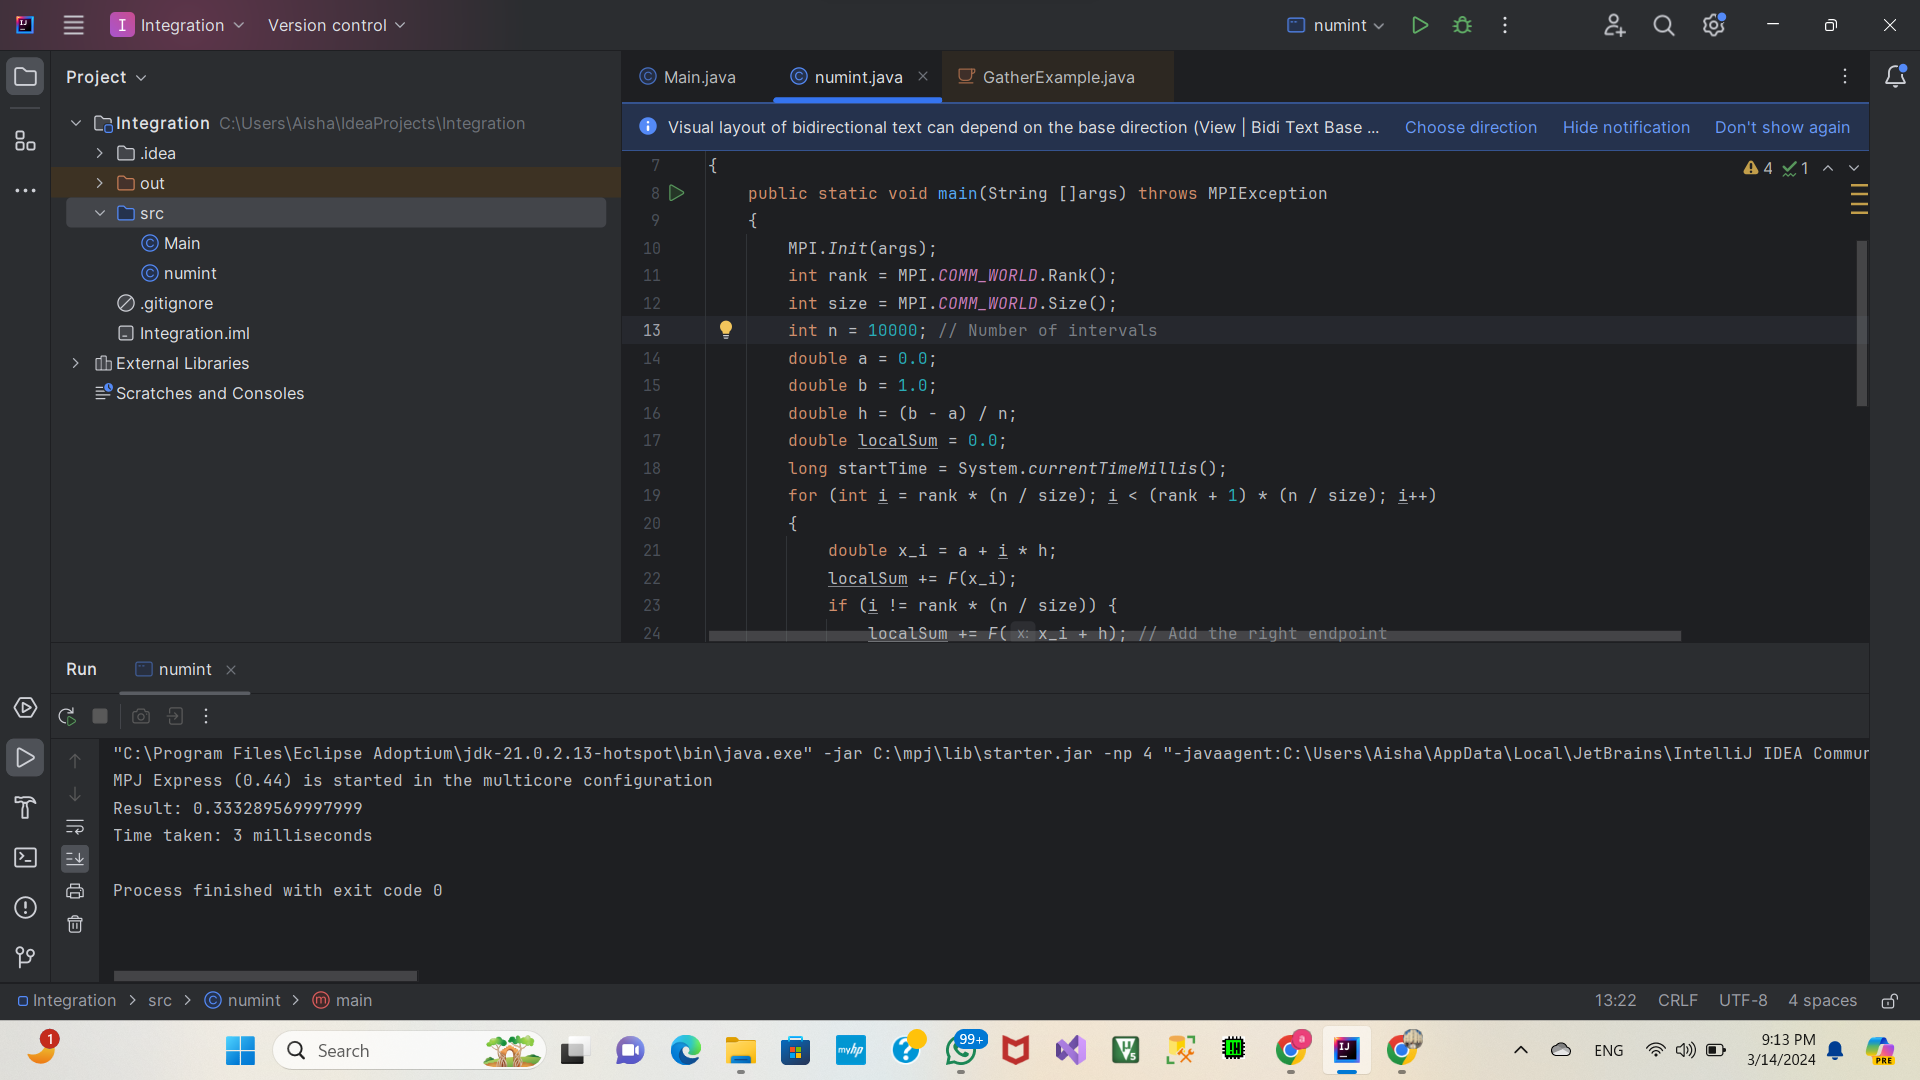 I Integration Version control numint
Project
Main.java numint.java GatherExample.java
Visual layout of bidirectional text can depend on the base direction (View | Bidi Text Base ... Choose direction Hide notification Don't show again
Integration C:\Users\Aisha\IdeaProjects\Integration
.idea
out
src
Main
numint
.gitignore
Integration.iml
External Libraries
Scratches and Consoles
4 1
7 {
8 public static void main(String []args) throws MPIException
9 {
10 MPI.Init(args);
11 int rank = MPI.COMM_WORLD.Rank();
12 int size = MPI.COMM_WORLD.Size();
13 int n = 10000; // Number of intervals
14 double a = 0.0;
15 double b = 1.0;
16 double h = (b - a) / n;
17 double localSum = 0.0;
18 long startTime = System.currentTimeMillis();
19 for (int i = rank * (n / size); i < (rank + 1) * (n / size); i++)
20 {
21 double x_i = a + i * h;
22 localSum += F(x_i);
23 if (i != rank * (n / size)) {
24 localSum += F( x: x_i + h); // Add the right endpoint
Run numint
"C:\Program Files\Eclipse Adoptium\jdk-21.0.2.13-hotspot\bin\java.exe" -jar C:\mpj\lib\starter.jar -np 4 "-javaagent:C:\Users\Aisha\AppData\Local\JetBrains\IntelliJ IDEA Commun
MPJ Express (0.44) is started in the multicore configuration
Result: 0.333289569997999
Time taken: 3 milliseconds
Process finished with exit code 0
Integration > src > numint > main
13:22 CRLF UTF-8 4 spaces
1 Search myhp 99+ a ENG
9:13 PM
3/14/2024
PRE